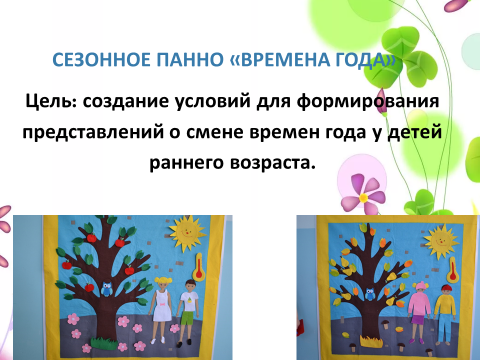 СЕЗОННОЕ ПАННО «ВРЕМЕНА ГОДА»
Цель: создание условий для формирования
представлений о смене времен года у детей
раннего возраста.